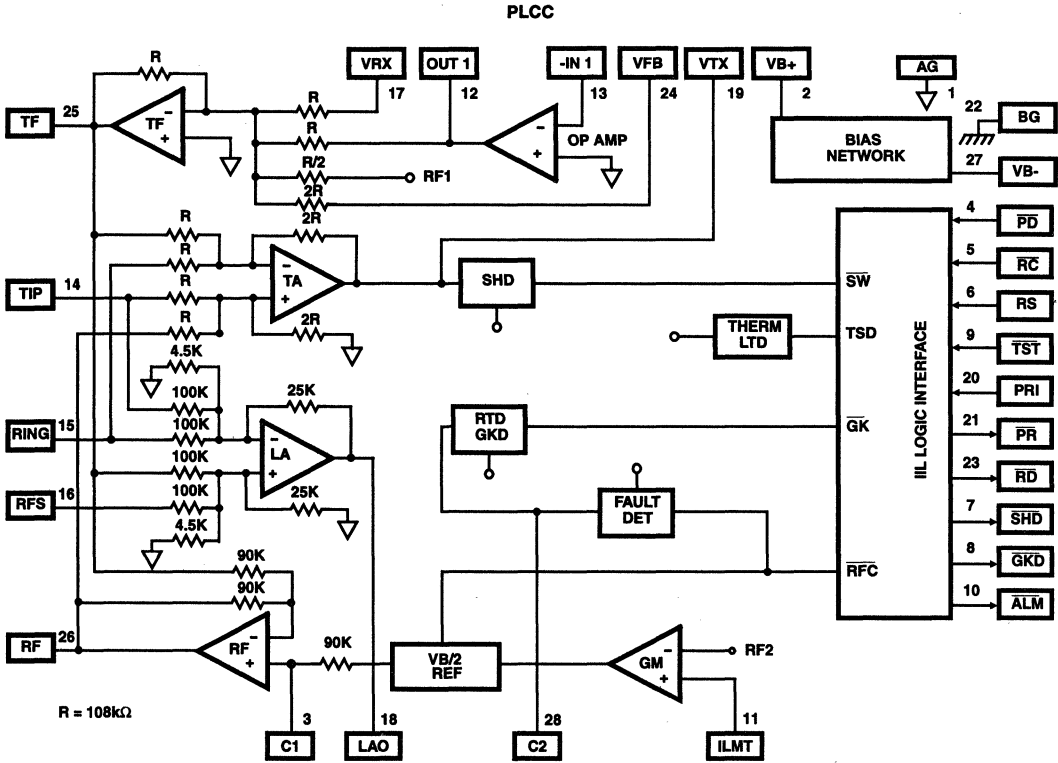 PLCC
R
VRX
OUT 1
-IN 1
VFB
VTX
VB+
AG
17
12
13
24
19
2
1
TF
25
TF
-
+
R
R
R/2
2R
RF1
-
+
OP AMP
BIAS
NETWORK
22
BG
27
VB-
R
R
R
R
2R
-
TA
+
2R
TIP
14
SHD
THERM
LTD
SW
TSD
GK
RFC
IIL LOGIC INTERFACE
4
PD
5
RC
6
RS
9
TST
20
PRI
21
PR
23
RD
7
SHD
8
GKD
10
ALM
4.5K
100K
100K
100K
100K
4.5K
25K
-
LA
+
25K
RING
15
RFS
16
RTD
GKD
FAULT
DET
90K
90K
RF
26
RF
-
+
90K
VB/2
REF
GM
-
+
RF2
R = 108kΩ
3
C1
18
LAO
28
C2
11
ILMT